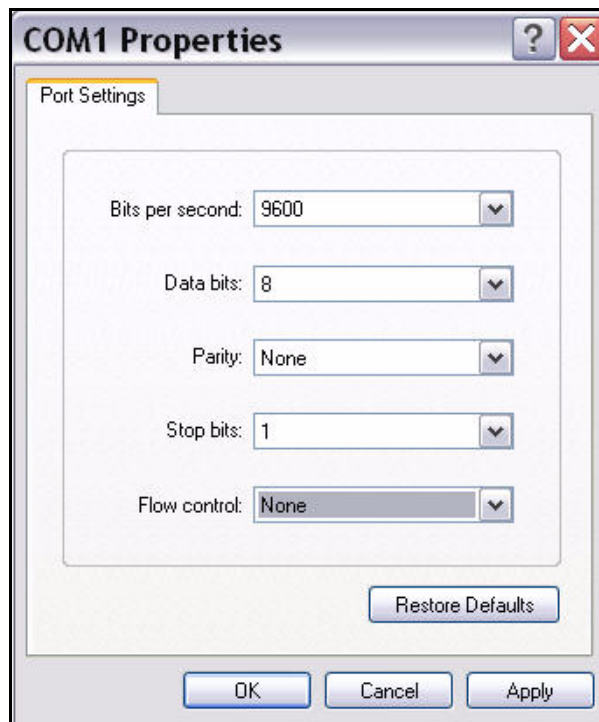 COM1 Properties ?
Port Settings
Bits per second: 9600
Data bits: 8
Parity: None
Stop bits: 1
Flow control: None
Restore Defaults
OK Cancel Apply